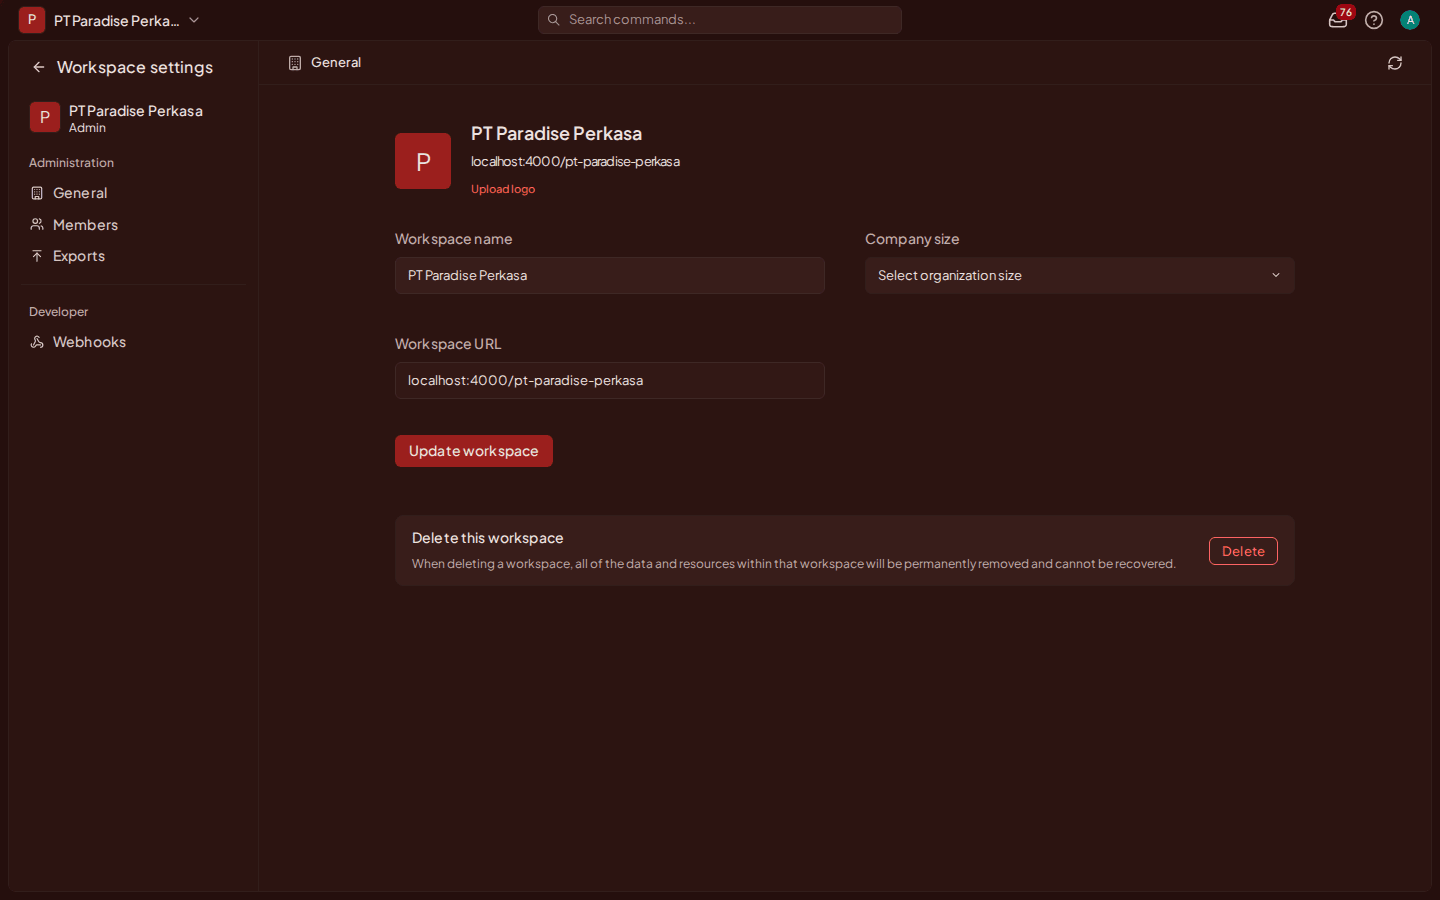 P PT Paradise Perka...
Search commands...
76
A
Workspace settings
P
PT Paradise Perkasa
Admin
Administration
General
Members
Exports
Developer
Webhooks
General
P
PT Paradise Perkasa
localhost:4000/pt-paradise-perkasa
Upload logo
Workspace name
PT Paradise Perkasa
Company size
Select organization size
Workspace URL
localhost:4000/pt-paradise-perkasa
Update workspace
Delete this workspace
When deleting a workspace, all of the data and resources within that workspace will be permanently removed and cannot be recovered.
Delete